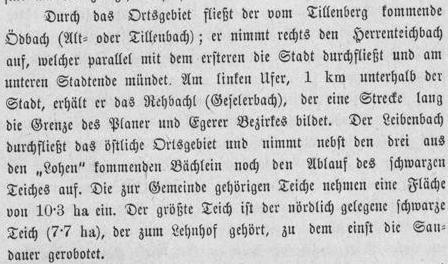 Durch das Ortsgebiet fließt der vom Tillenberg kommende
Ödbach (Alt- oder Tillenbach); er nimmt rechts den Herrenteichbach
auf, welcher parallel mit dem ersteren die Stadt durchfließt und am
unteren Stadtende mündet. Am linken Ufer, 1 km unterhalb der
Stadt, erhält er das Rehbachl (Geselerbach), der eine Strecke lang
die Grenze des Planer und Egerer Bezirkes bildet. Der Leibenbach
durchfließt das östliche Ortsgebiet und nimmt nebst den drei aus
den „Lohen" kommenden Bächlein noch den Ablauf des schwarzen
Teiches auf. Die zur Gemeinde gehörigen Teiche nehmen eine Fläche
von 10·3 ha ein. Der größte Teich ist der nördlich gelegene schwarze
Teich (7·7 ha), der zum Lehnhof gehört, zu dem einst die San-
dauer gerobotet.